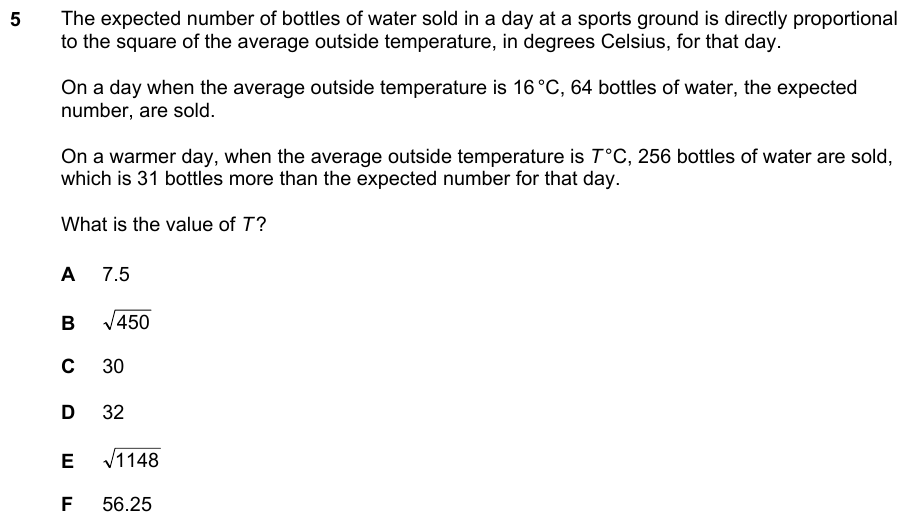 5 The expected number of bottles of water sold in a day at a sports ground is directly proportional
to the square of the average outside temperature, in degrees Celsius, for that day.
On a day when the average outside temperature is 16 °C, 64 bottles of water, the expected
number, are sold.
On a warmer day, when the average outside temperature is T °C, 256 bottles of water are sold,
which is 31 bottles more than the expected number for that day.
What is the value of T?
A 7.5
B √450
C 30
D 32
E √1148
F 56.25